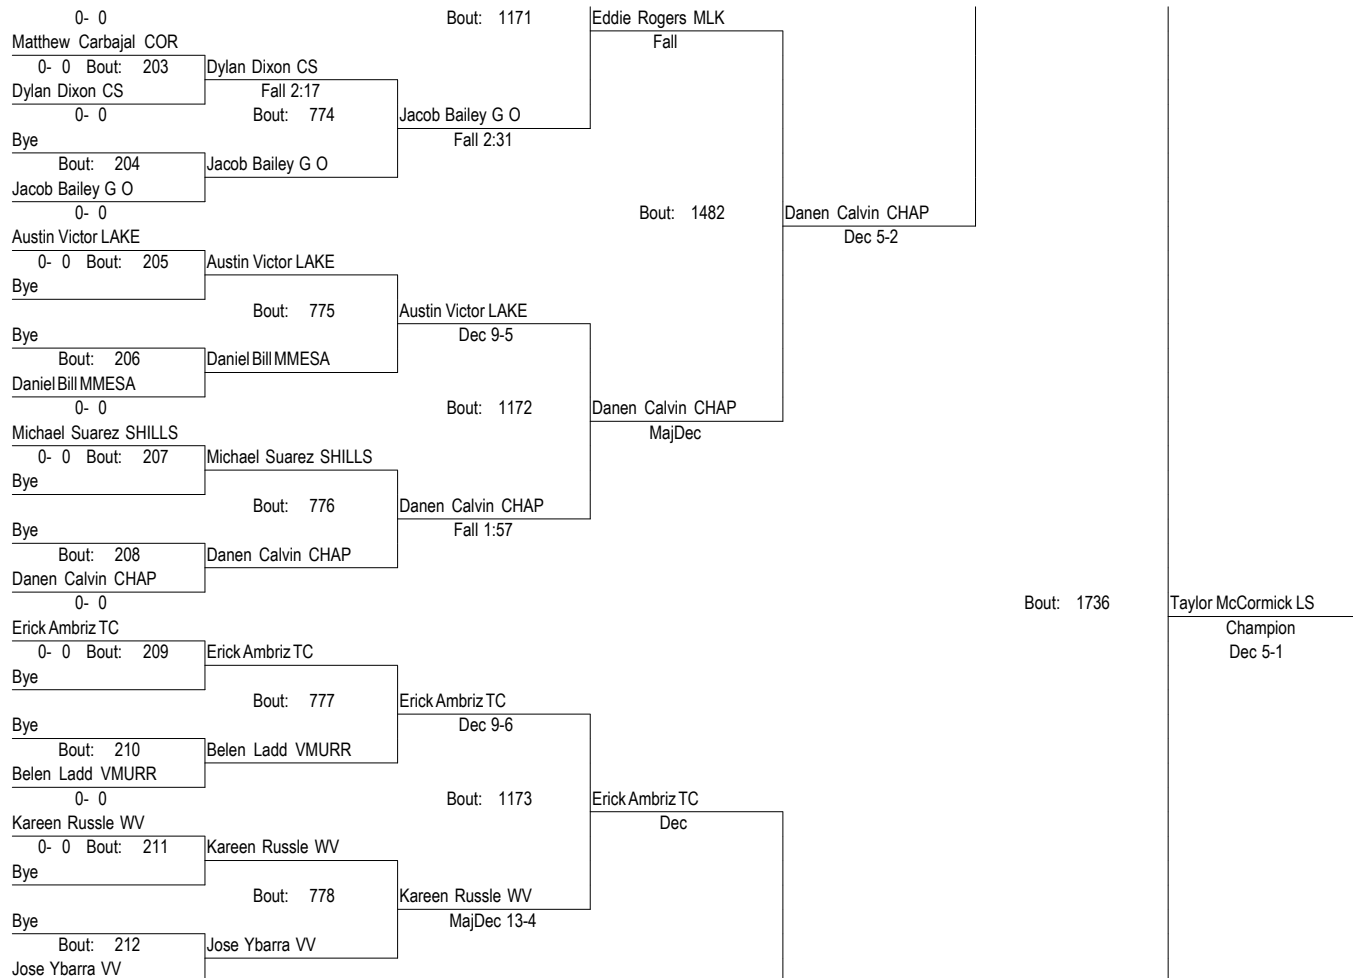 0- 0 Bout: 1171 Eddie Rogers MLK
Matthew Carbajal COR Fall
0- 0 Bout: 203 Dylan Dixon CS
Dylan Dixon CS Fall 2:17
0- 0 Bout: 774 Jacob Bailey G O
Bye Fall 2:31
Bout: 204 Jacob Bailey G O
Jacob Bailey G O
0- 0 Bout: 1482 Danen Calvin CHAP
Austin Victor LAKE Dec 5-2
0- 0 Bout: 205 Austin Victor LAKE
Bye
Bout: 775 Austin Victor LAKE
Bye Dec 9-5
Bout: 206 Daniel Bill MMESA
Daniel Bill MMESA
0- 0 Bout: 1172 Danen Calvin CHAP
Michael Suarez SHILLS MajDec
0- 0 Bout: 207 Michael Suarez SHILLS
Bye
Bout: 776 Danen Calvin CHAP
Bye Fall 1:57
Bout: 208 Danen Calvin CHAP
Danen Calvin CHAP
0- 0 Bout: 1736 Taylor McCormick LS
Erick Ambriz TC Champion
0- 0 Bout: 209 Erick Ambriz TC Dec 5-1
Bye
Bout: 777 Erick Ambriz TC
Bye Dec 9-6
Bout: 210 Belen Ladd VMURR
Belen Ladd VMURR
0- 0 Bout: 1173 Erick Ambriz TC
Kareen Russle WV Dec
0- 0 Bout: 211 Kareen Russle WV
Bye
Bout: 778 Kareen Russle WV
Bye MajDec 13-4
Bout: 212 Jose Ybarra VV
Jose Ybarra VV